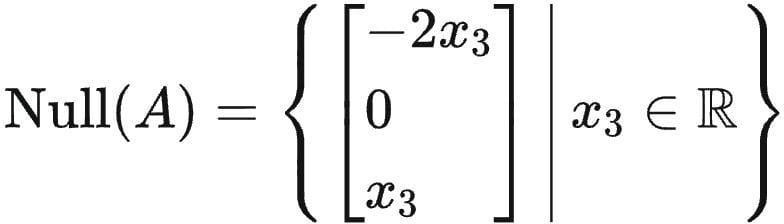 Null(A) = { [ −2x₃ 0 x₃ ] | x₃ ∈ ℝ }